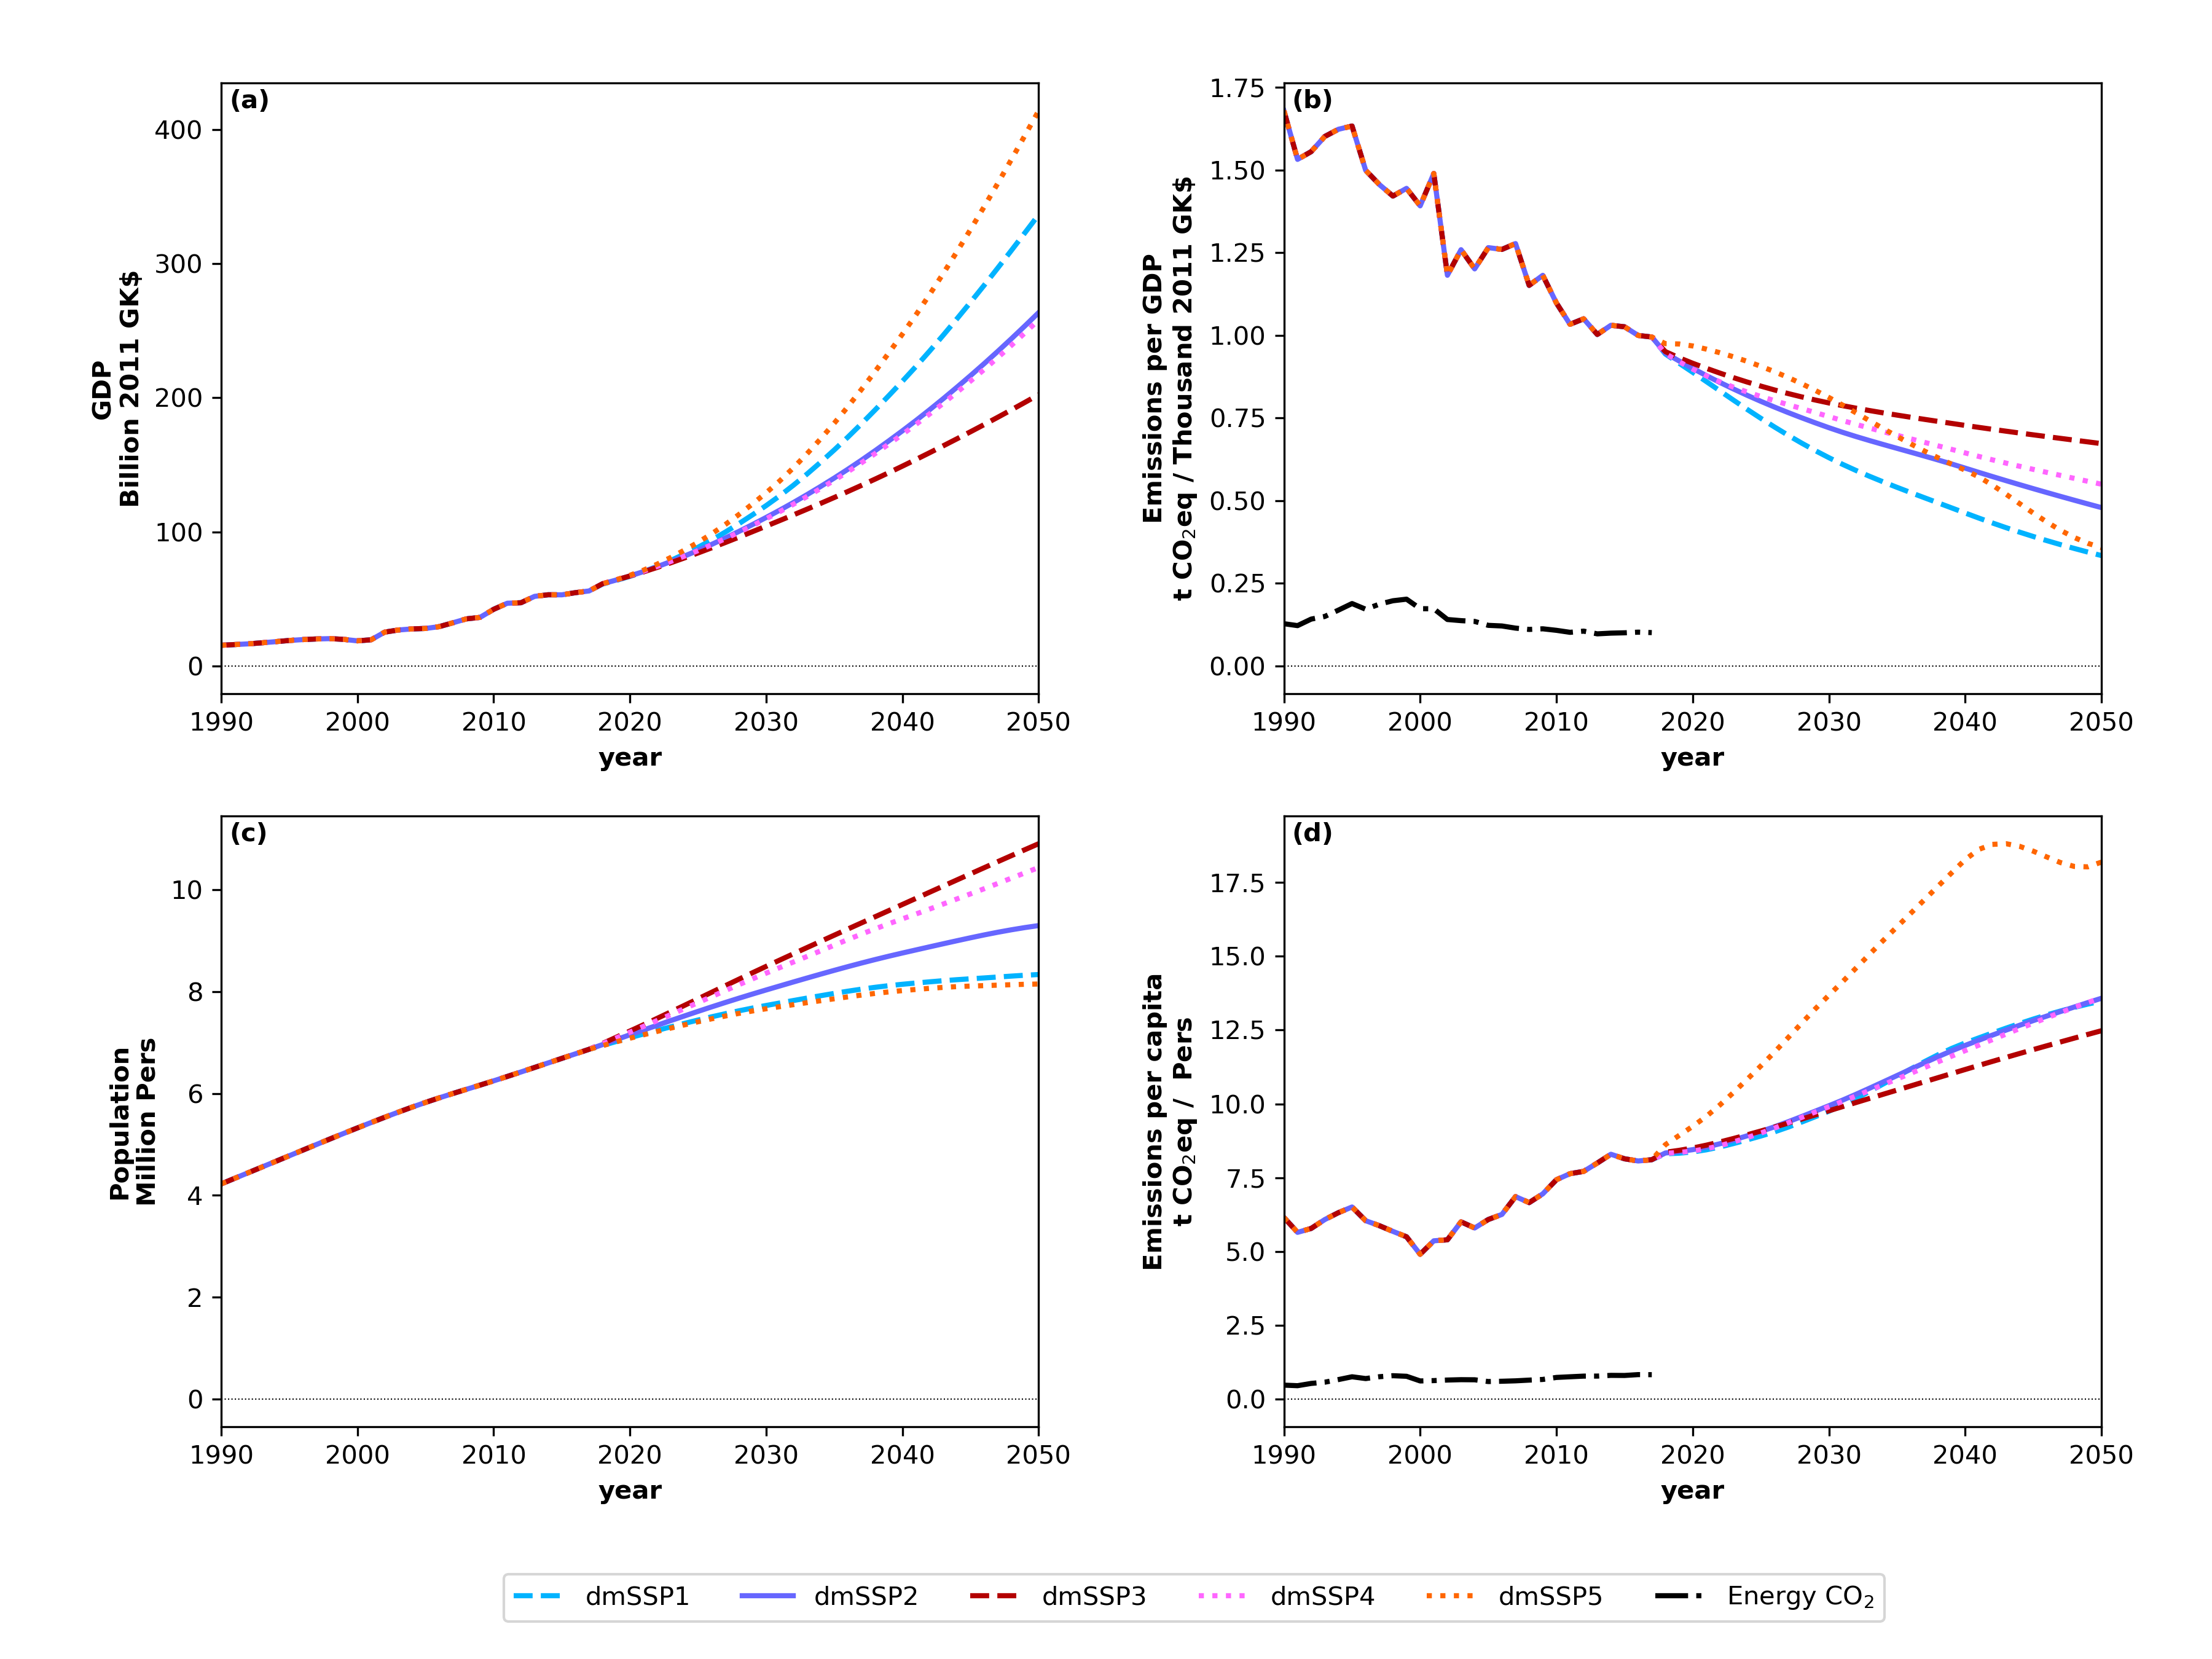 (a)
GDP
Billion 2011 GK$
400
300
200
100
0
1990 2000 2010 2020 2030 2040 2050
year
(b)
Emissions per GDP
t CO₂eq / Thousand 2011 GK$
1.75
1.50
1.25
1.00
0.75
0.50
0.25
0.00
1990 2000 2010 2020 2030 2040 2050
year
(c)
Population
Million Pers
10
8
6
4
2
0
1990 2000 2010 2020 2030 2040 2050
year
(d)
Emissions per capita
t CO₂eq / Pers
17.5
15.0
12.5
10.0
7.5
5.0
2.5
0.0
1990 2000 2010 2020 2030 2040 2050
year
dmSSP1 dmSSP2 dmSSP3 dmSSP4 dmSSP5 Energy CO₂